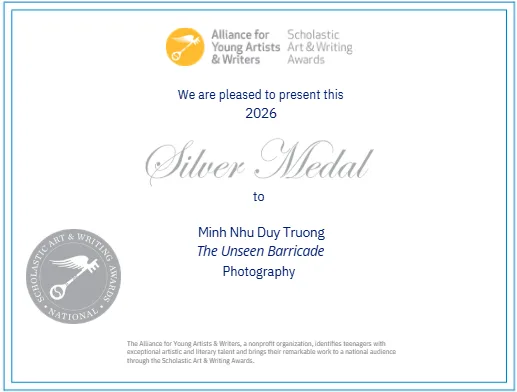 Alliance for
Young Artists
& Writers
Scholastic
Art & Writing
Awards
We are pleased to present this
2026
Silver Medal
to
Minh Nhu Duy Truong
The Unseen Barricade
Photography
SCHOLASTIC ART & WRITING AWARDS
• NATIONAL •
The Alliance for Young Artists & Writers, a nonprofit organization, identifies teenagers with
exceptional artistic and literary talent and brings their remarkable work to a national audience
through the Scholastic Art & Writing Awards.